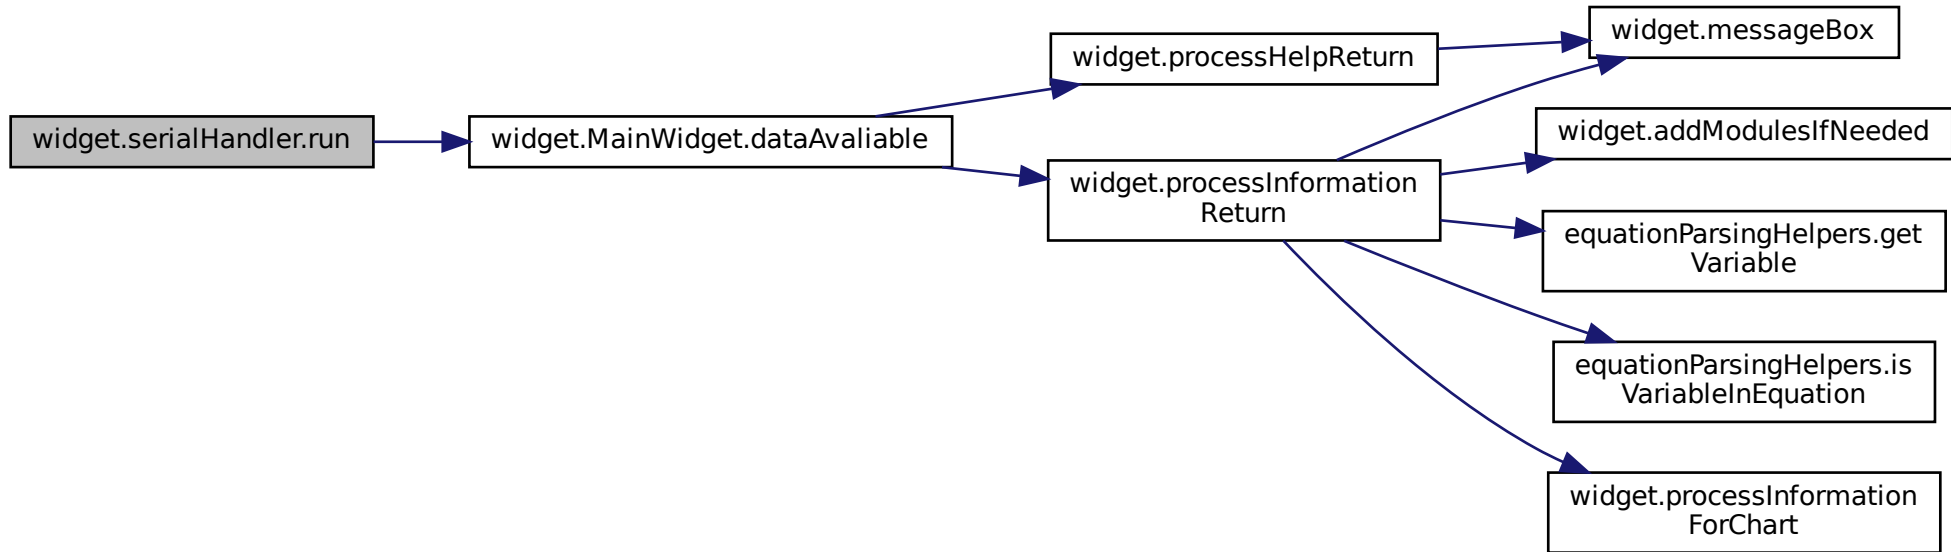 widget.serialHandler.run
widget.MainWidget.dataAvaliable
widget.processHelpReturn
widget.processInformation
Return
widget.messageBox
widget.addModulesIfNeeded
equationParsingHelpers.get
Variable
equationParsingHelpers.is
VariableInEquation
widget.processInformation
ForChart